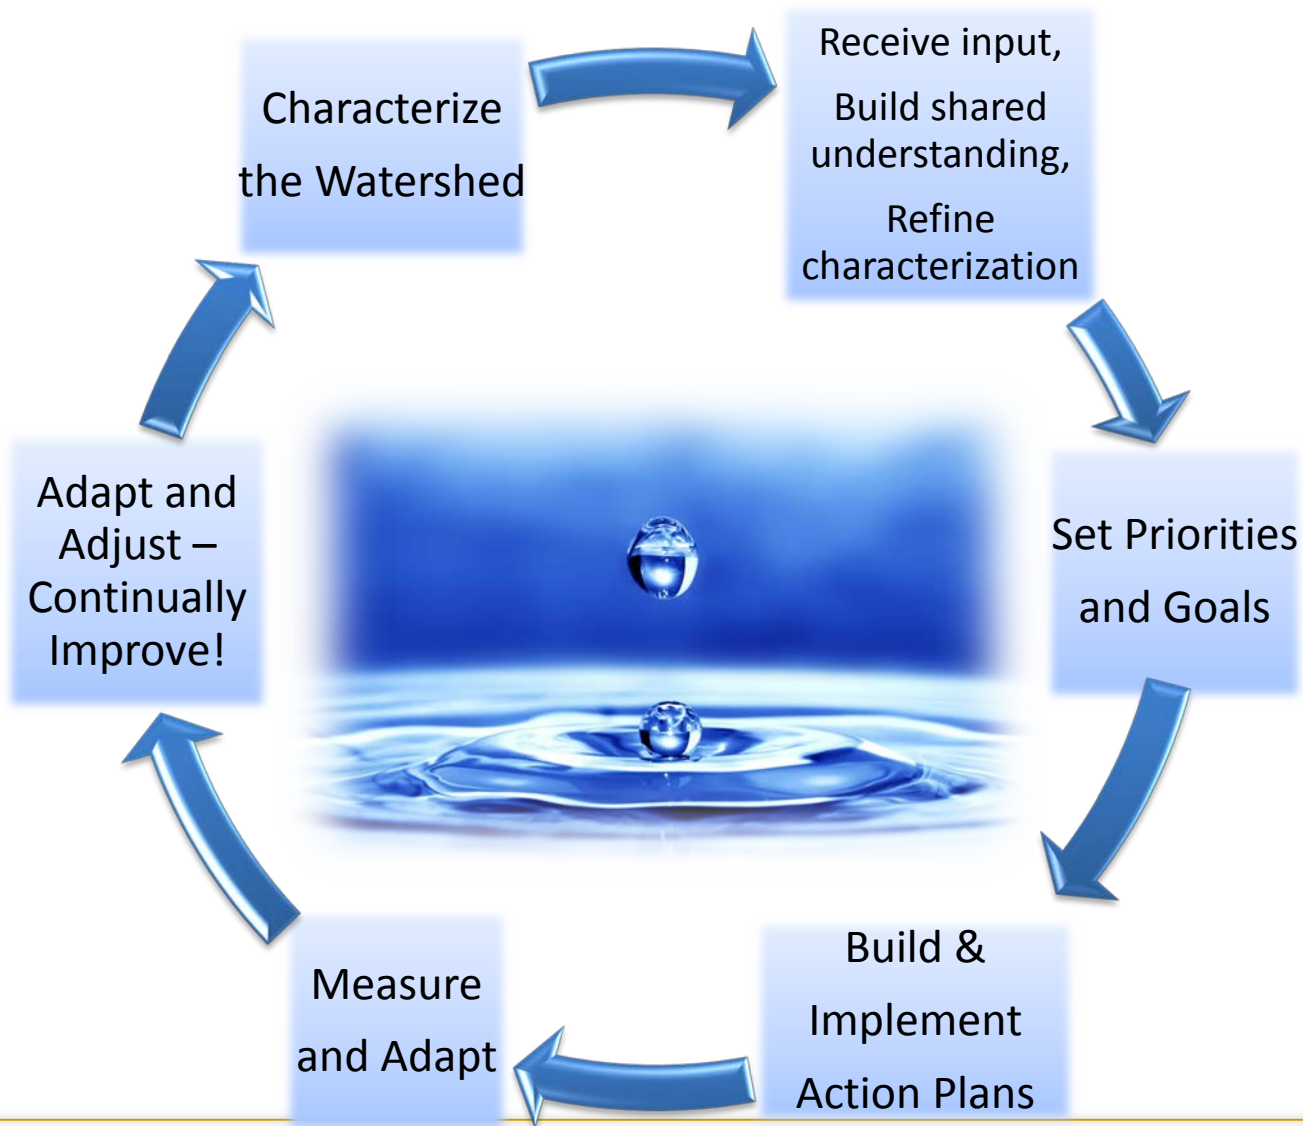 Characterize
the Watershed
Receive input,
Build shared
understanding,
Refine
characterization
Set Priorities
and Goals
Build &
Implement
Action Plans
Measure
and Adapt
Adapt and
Adjust –
Continually
Improve!